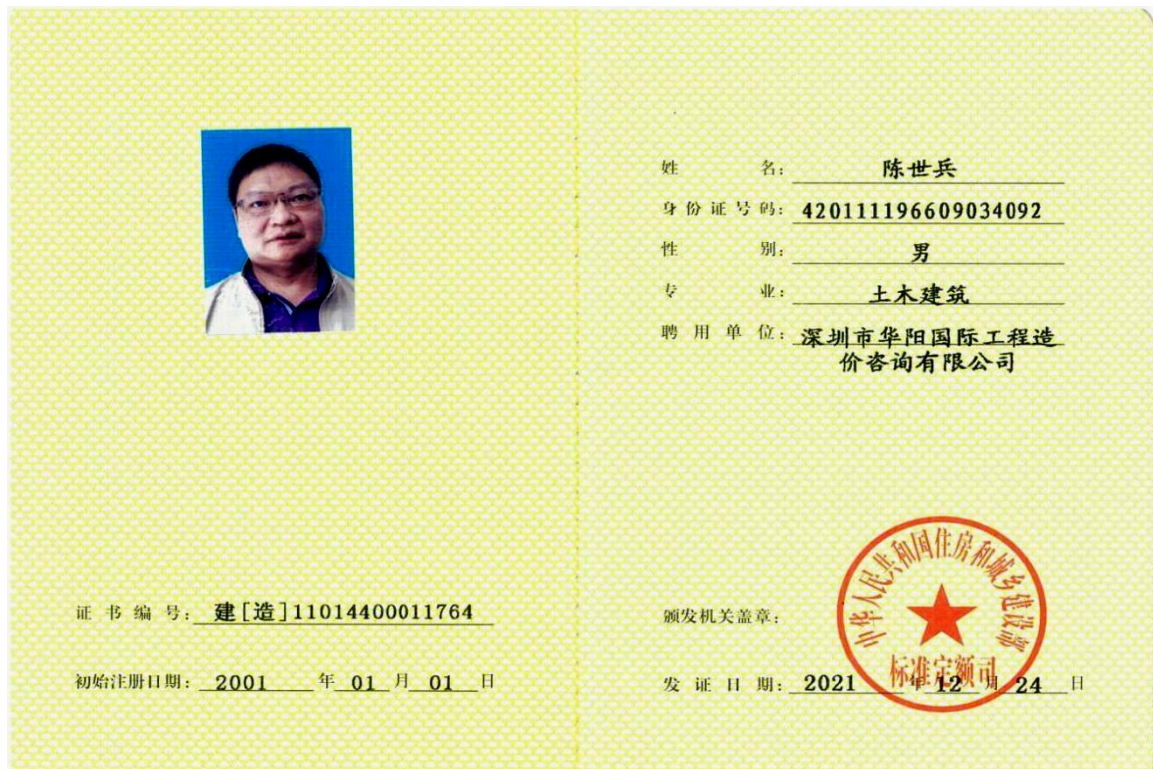 证书编号: 建[造]11014400011764
初始注册日期: 2001 年 01 月 01 日
姓名: 陈世兵
身份证号码: 420111196609034092
性别: 男
专业: 土木建筑
聘用单位: 深圳市华阳国际工程造
价咨询有限公司
颁发机关盖章:
中华人民共和国住房和城乡建设部
标准定额司
发证日期: 2021 年 12 月 24 日